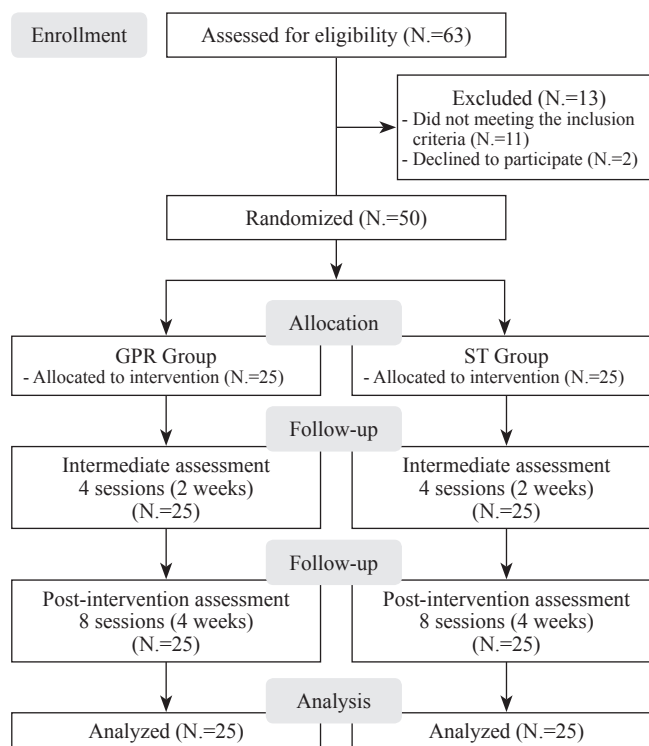 Enrollment
Assessed for eligibility (N.=63)
Excluded (N.=13)
- Did not meeting the inclusion
criteria (N.=11)
- Declined to participate (N.=2)
Randomized (N.=50)
Allocation
GPR Group
- Allocated to intervention (N.=25)
ST Group
- Allocated to intervention (N.=25)
Follow-up
Intermediate assessment
4 sessions (2 weeks)
(N.=25)
Intermediate assessment
4 sessions (2 weeks)
(N.=25)
Follow-up
Post-intervention assessment
8 sessions (4 weeks)
(N.=25)
Post-intervention assessment
8 sessions (4 weeks)
(N.=25)
Analysis
Analyzed (N.=25)
Analyzed (N.=25)